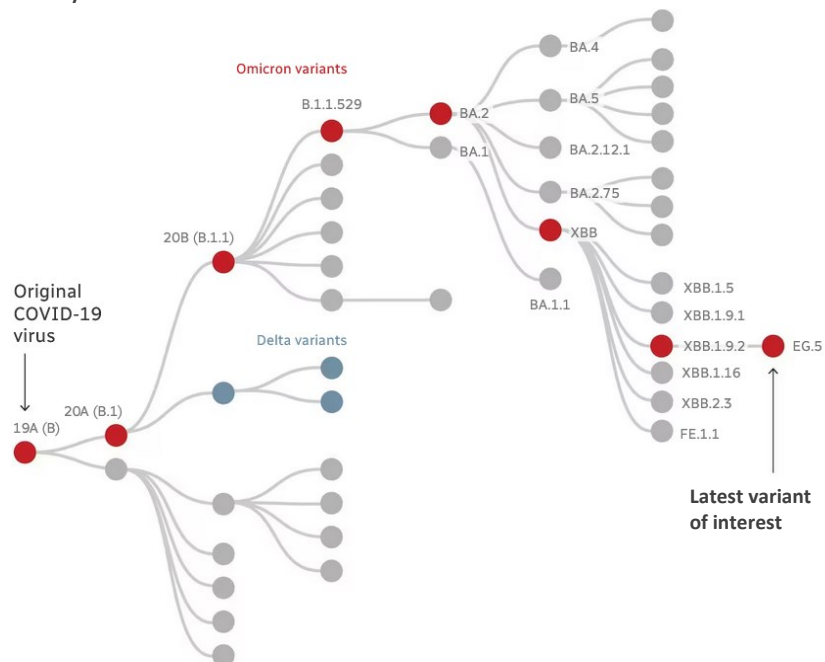 Omicron variants
B.1.1.529
BA.4
BA.2
BA.5
BA.1
BA.2.12.1
BA.2.75
20B (B.1.1)
XBB
Original
COVID-19
virus
BA.1.1
XBB.1.5
XBB.1.9.1
Delta variants
XBB.1.9.2
EG.5
XBB.1.16
20A (B.1)
XBB.2.3
19A (B)
FE.1.1
Latest variant
of interest